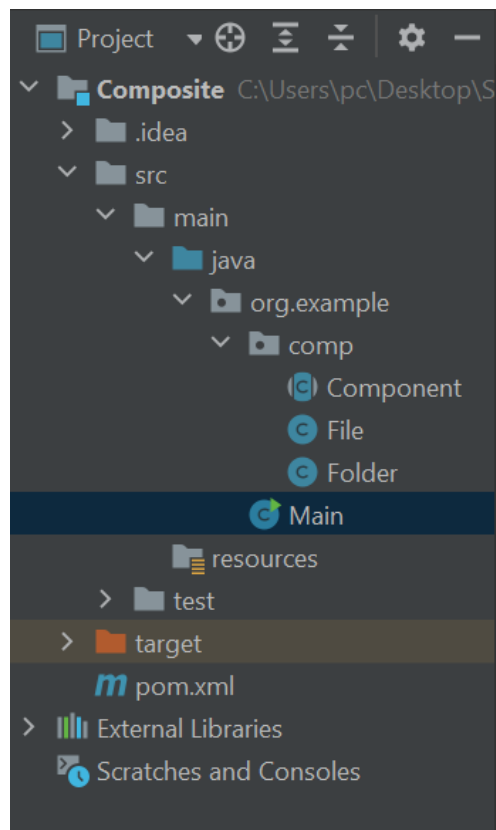 Project
Composite C:\Users\pc\Desktop\S
.idea
src
main
java
org.example
comp
Component
File
Folder
Main
resources
test
target
pom.xml
External Libraries
Scratches and Consoles